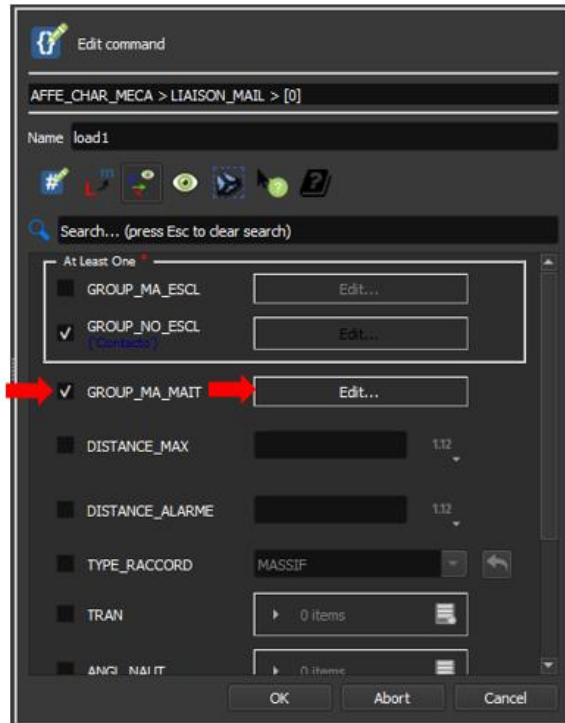 Edit command
AFFE_CHAR_MECA > LIAISON_MAIL > [0]
Name load1
Search... (press Esc to clear search)
At Least One *
GROUP_MA_ESCL Edit...
GROUP_NO_ESCL Edit...
('Contacto')
GROUP_MA_MAIT Edit...
DISTANCE_MAX 1.12
DISTANCE_ALARME 1.12
TYPE_RACCORD MASSIF
TRAN 0 items
ANGL_NAUT 0 items
OK Abort Cancel